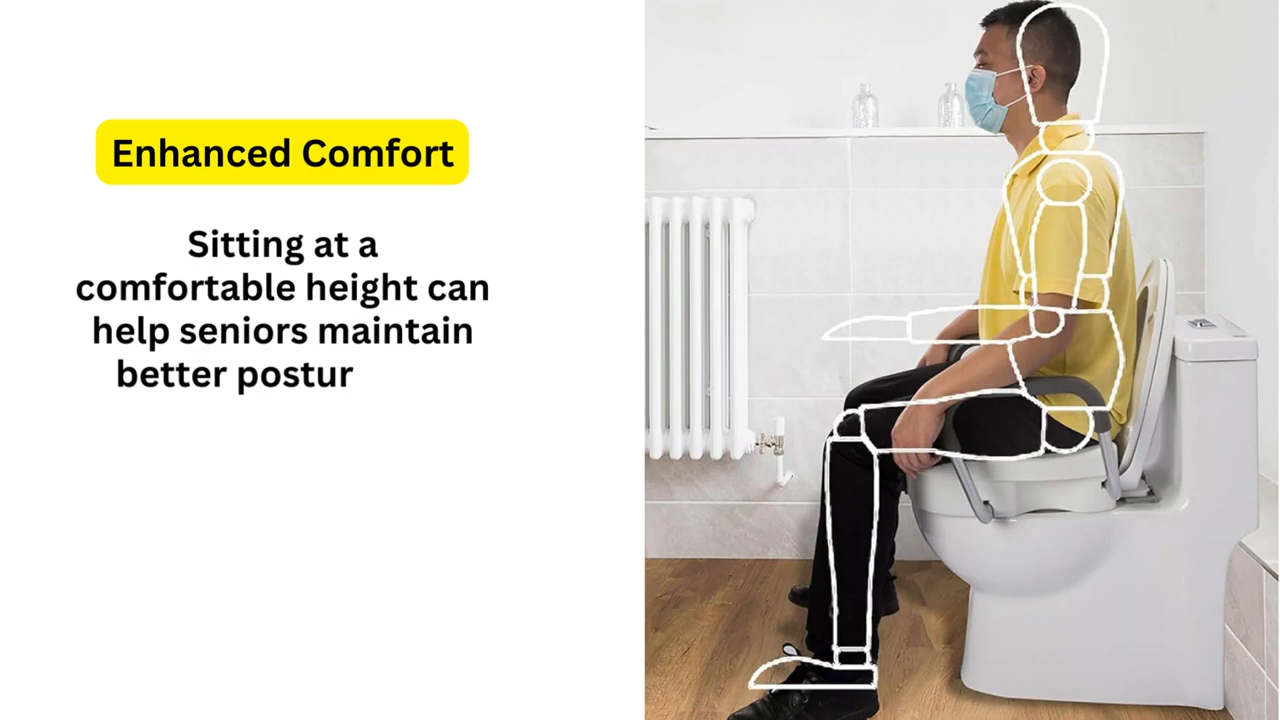 Enhanced Comfort
Sitting at a
comfortable height can
help seniors maintain
better postur